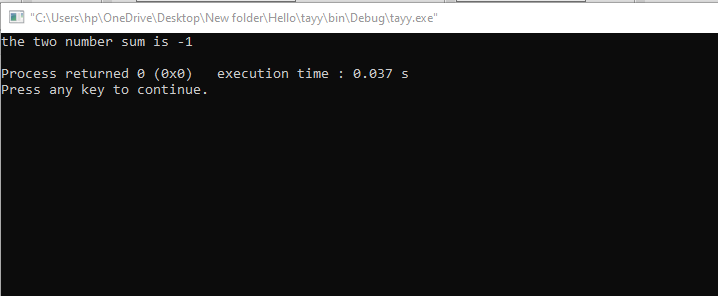 "C:\Users\hp\OneDrive\Desktop\New folder\Hello\tayy\bin\Debug\tayy.exe"
the two number sum is -1
Process returned 0 (0x0)   execution time : 0.037 s
Press any key to continue.